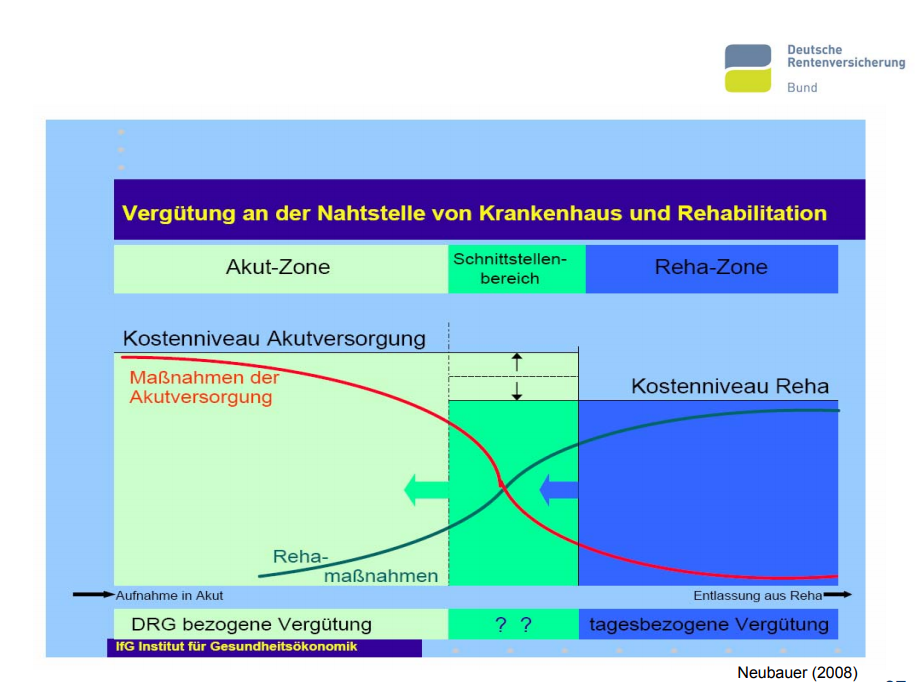 Deutsche
Rentenversicherung
Bund
Vergütung an der Nahtstelle von Krankenhaus und Rehabilitation
Akut-Zone
Schnittstellen-
bereich
Reha-Zone
Kostenniveau Akutversorgung
Maßnahmen der
Akutversorgung
Kostenniveau Reha
Reha-
maßnahmen
Aufnahme in Akut
Entlassung aus Reha
DRG bezogene Vergütung
? ?
tagesbezogene Vergütung
IfG Institut für Gesundheitsökonomik
Neubauer (2008)